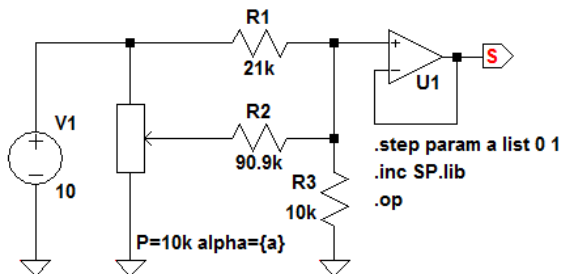 R1
21k
+
-
U1
S
V1
+
-
10
R2
90.9k
R3
10k
.step param a list 0 1
.inc SP.lib
.op
P=10k alpha={a}